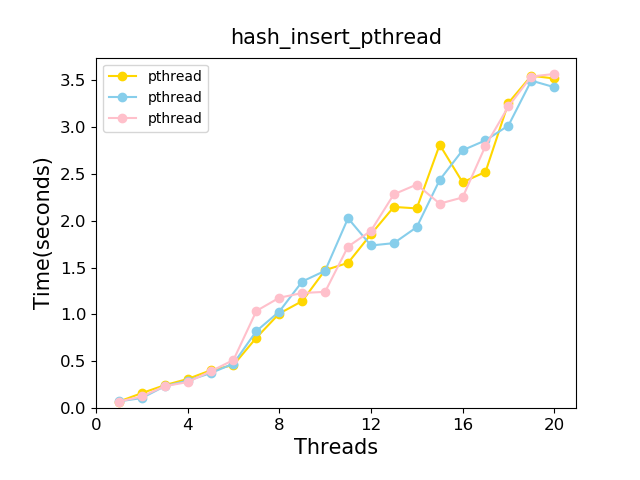 hash_insert_pthread
pthread
pthread
pthread
Time(seconds)
3.5
3.0
2.5
2.0
1.5
1.0
0.5
0.0
0 4 8 12 16 20
Threads